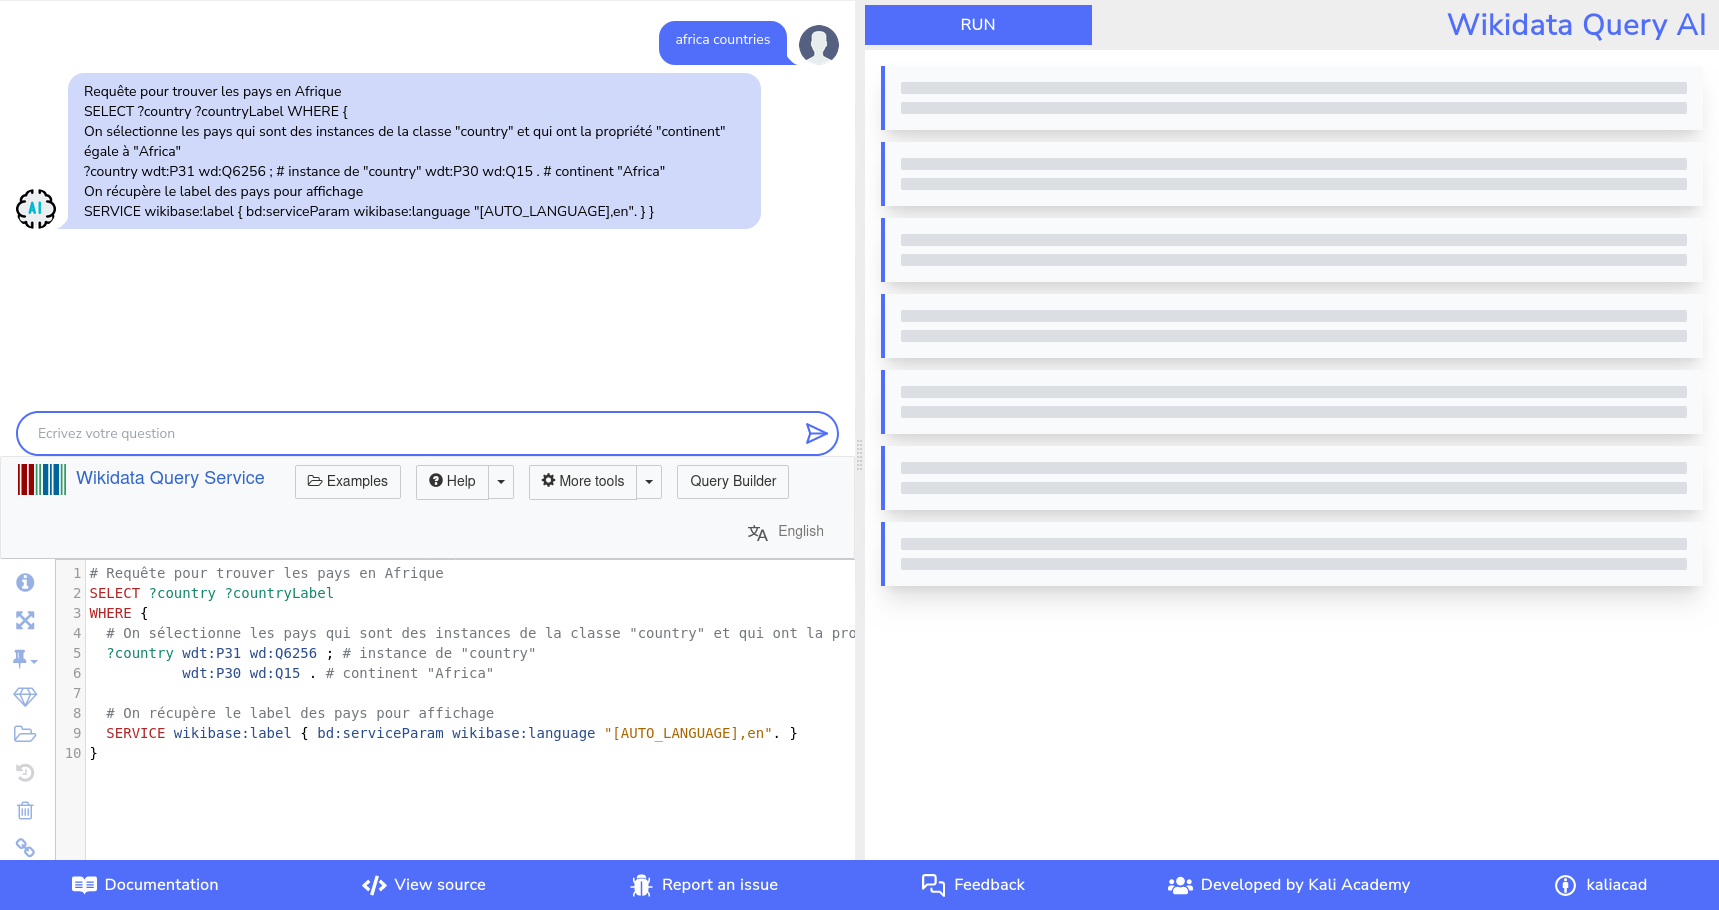 africa countries
Requête pour trouver les pays en Afrique
SELECT ?country ?countryLabel WHERE {
On sélectionne les pays qui sont des instances de la classe "country" et qui ont la propriété "continent"
égale à "Africa"
?country wdt:P31 wd:Q6256 ; # instance de "country" wdt:P30 wd:Q15 . # continent "Africa"
On récupère le label des pays pour affichage
SERVICE wikibase:label { bd:serviceParam wikibase:language "[AUTO_LANGUAGE],en". } }
AI
Ecrivez votre question
Wikidata Query Service
Examples
Help
More tools
Query Builder
English
1 # Requête pour trouver les pays en Afrique
2 SELECT ?country ?countryLabel
3 WHERE {
4 # On sélectionne les pays qui sont des instances de la classe "country" et qui ont la pro
5 ?country wdt:P31 wd:Q6256 ; # instance de "country"
6 wdt:P30 wd:Q15 . # continent "Africa"
7
8 # On récupère le label des pays pour affichage
9 SERVICE wikibase:label { bd:serviceParam wikibase:language "[AUTO_LANGUAGE],en". }
10 }
RUN
Wikidata Query AI
Documentation
View source
Report an issue
Feedback
Developed by Kali Academy
kaliacad